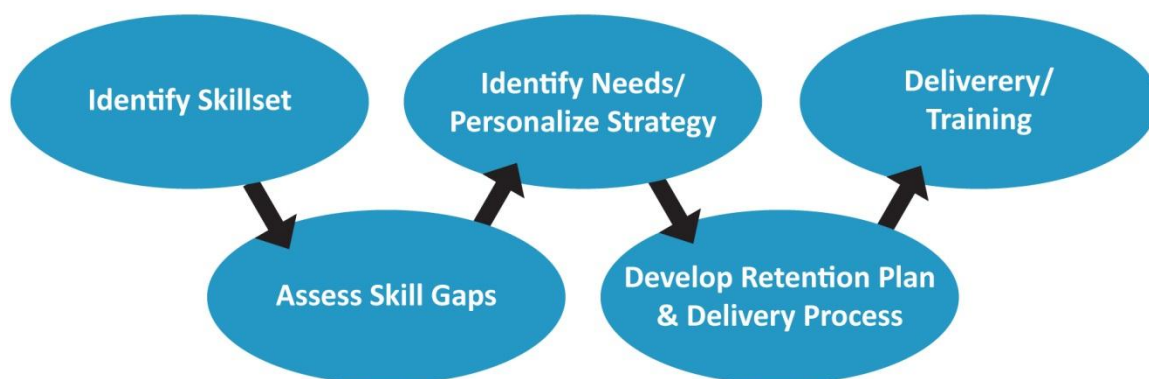 Identify Skillset
Assess Skill Gaps
Identify Needs/
Personalize Strategy
Develop Retention Plan
& Delivery Process
Deliverery/
Training